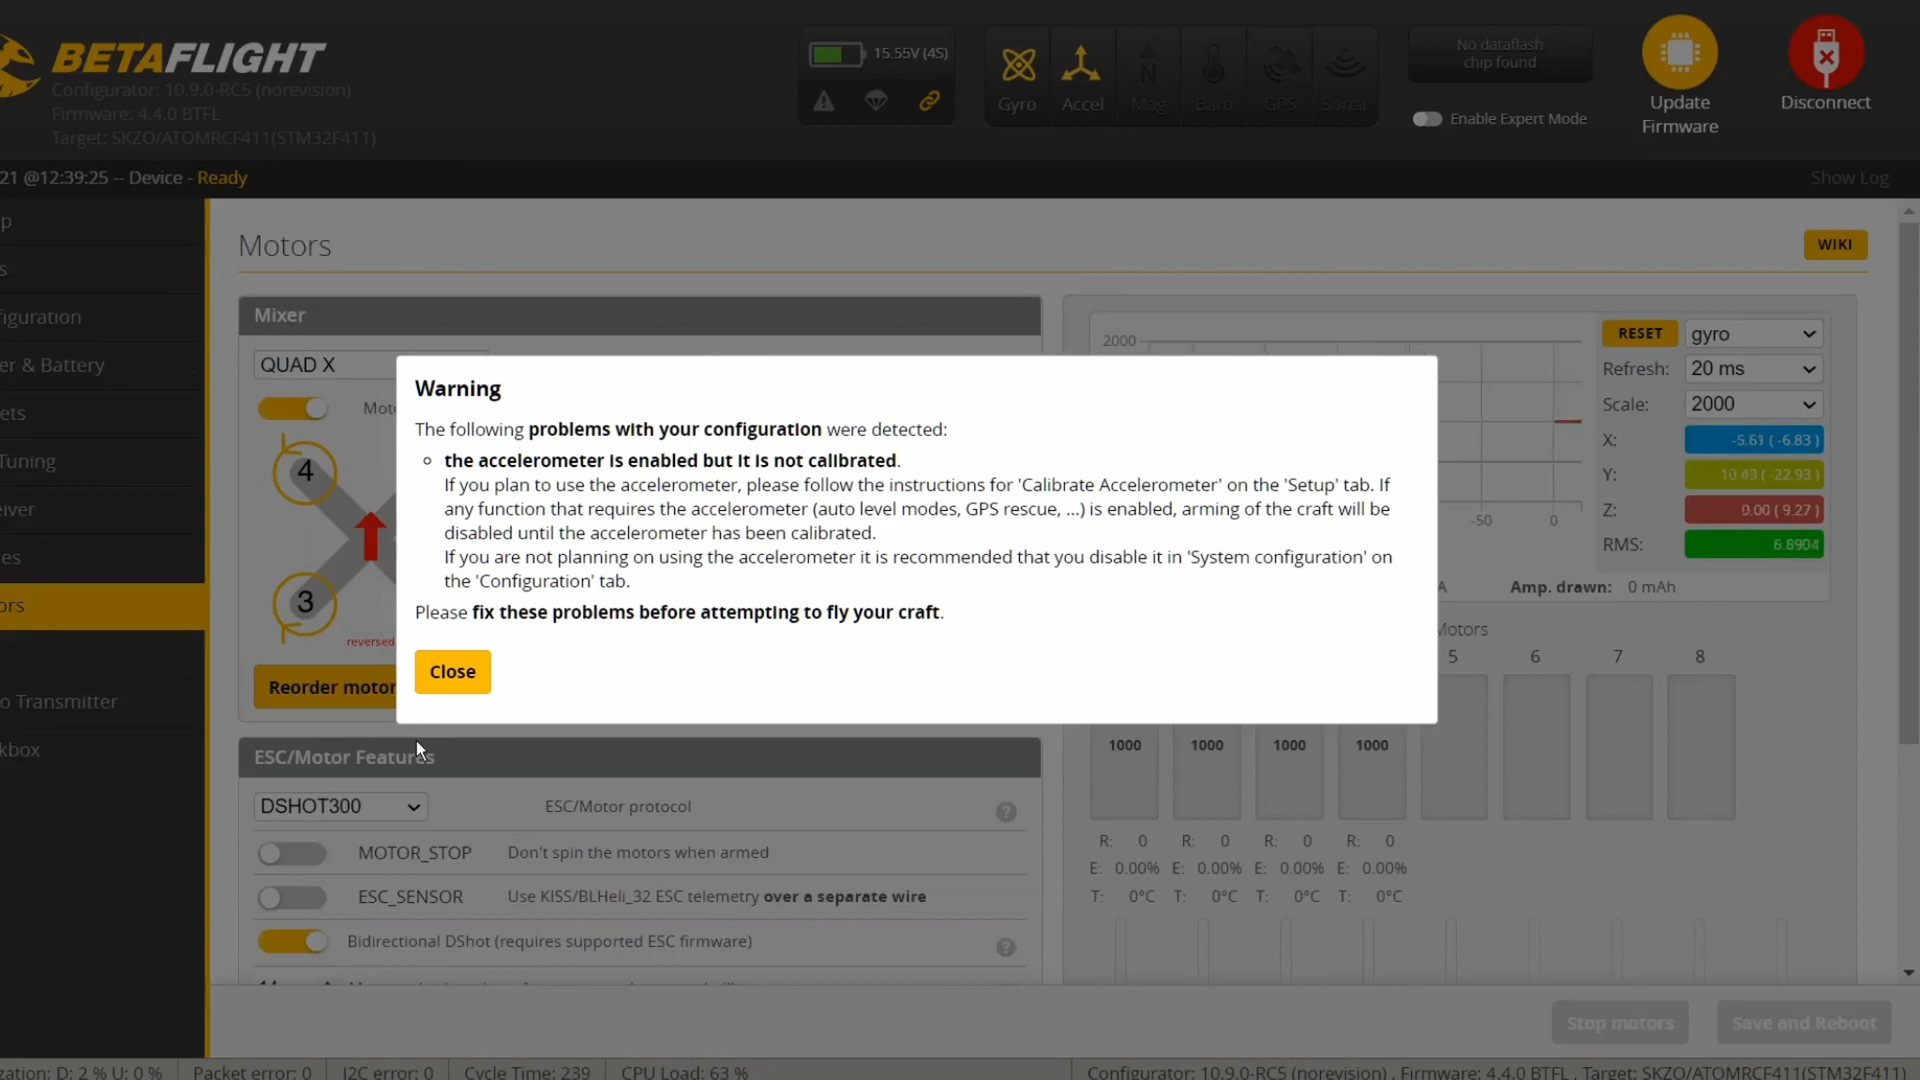 BETAFLIGHT
Configurator: 10.9.0-RC5 (norevision)
Firmware: 4.4.0 BTFL
Target: SKZO/ATOMRCF411(STM32F411)
15.55V (4S)
Gyro
Accel
Mag
Baro
GPS
Sonar
No dataflash
chip found
Enable Expert Mode
Update
Firmware
Disconnect
21 @12:39:25 -- Device - Ready
Show Log
p
s
figuration
er & Battery
ets
Tuning
eiver
es
ors
o Transmitter
kbox
Motors
WIKI
Mixer
QUAD X
Moto
4
3
reversed
Reorder motor
Warning
The following problems with your configuration were detected:
the accelerometer is enabled but it is not calibrated.
If you plan to use the accelerometer, please follow the instructions for 'Calibrate Accelerometer' on the 'Setup' tab. If
any function that requires the accelerometer (auto level modes, GPS rescue, ...) is enabled, arming of the craft will be
disabled until the accelerometer has been calibrated.
If you are not planning on using the accelerometer it is recommended that you disable it in 'System configuration' on
the 'Configuration' tab.
Please fix these problems before attempting to fly your craft.
Close
2000
-50
0
RESET
gyro
Refresh:
20 ms
Scale:
2000
X:
-5.61 ( -6.83 )
Y:
( -22.93 )
Z:
0.00 ( 9.27 )
RMS:
6.8904
A
Amp. drawn: 0 mAh
Motors
5 6 7 8
1000 1000 1000 1000
R: 0 R: 0 R: 0 R: 0
E: 0.00% E: 0.00% E: 0.00% E: 0.00%
T: 0°C T: 0°C T: 0°C T: 0°C
ESC/Motor Features
DSHOT300
ESC/Motor protocol
?
MOTOR_STOP Don't spin the motors when armed
ESC_SENSOR Use KISS/BLHeli_32 ESC telemetry over a separate wire
Bidirectional DShot (requires supported ESC firmware)
?
Stop motors
Save and Reboot
zation: D: 2 % U: 0 %
Packet error: 0
I2C error: 0
Cycle Time: 239
CPU Load: 63 %
Configurator: 10.9.0-RC5 (norevision) , Firmware: 4.4.0 BTFL , Target: SKZO/ATOMRCF411(STM32F411)